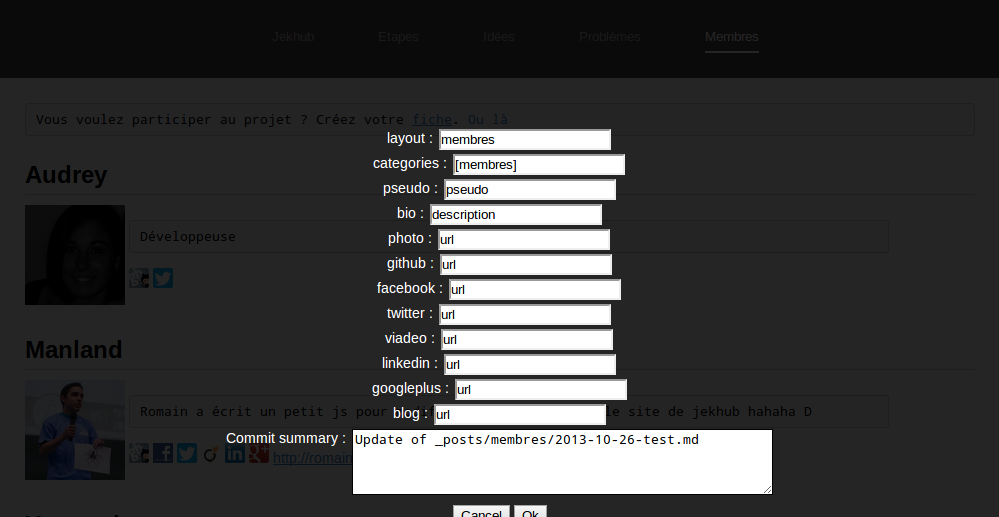 Jekhub Etapes Idées Problèmes Membres
Vous voulez participer au projet ? Créez votre fiche. Ou là
layout : membres
categories : [membres]
Audrey
pseudo : pseudo
bio : description
Développeuse
photo : url
github : url
facebook : url
twitter : url
viadeo : url
Manland
linkedin : url
googleplus : url
Romain a écrit un petit js pour
blog : url
le site de jekhub hahaha D
Commit summary : Update of _posts/membres/2013-10-26-test.md
http://romain
Cancel Ok